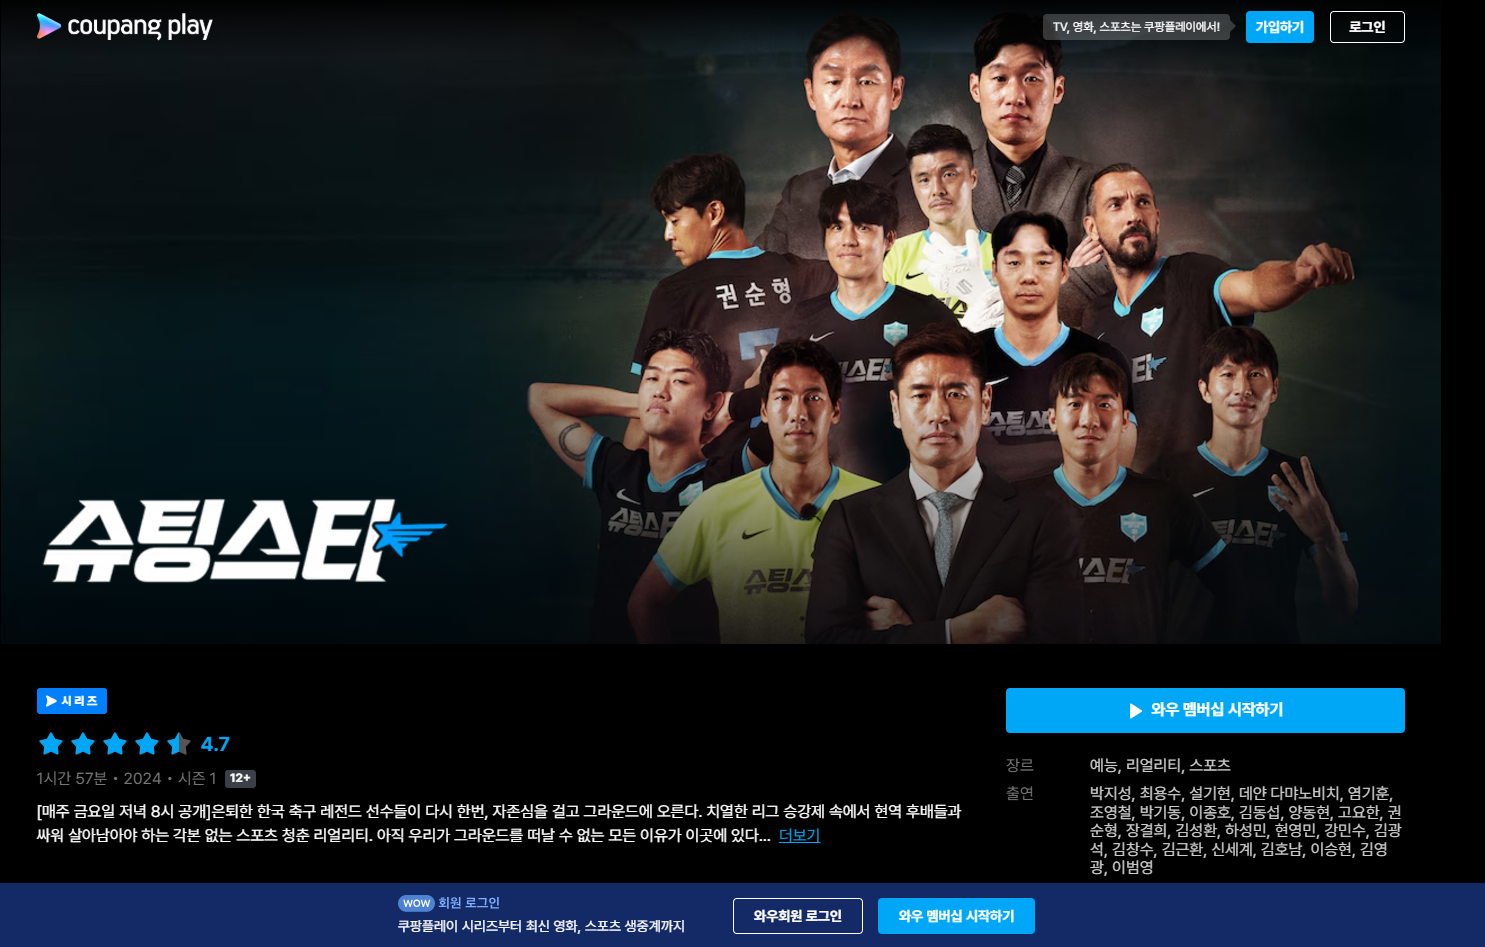 coupang play
TV, 영화, 스포츠는 쿠팡플레이에서!
가입하기
로그인
권순형
슈팅스타
시리즈
4.7
1시간 57분 • 2024 • 시즌 1 12+
[매주 금요일 저녁 8시 공개]은퇴한 한국 축구 레전드 선수들이 다시 한번, 자존심을 걸고 그라운드에 오른다. 치열한 리그 승강제 속에서 현역 후배들과
싸워 살아남아야 하는 각본 없는 스포츠 청춘 리얼리티. 아직 우리가 그라운드를 떠날 수 없는 모든 이유가 이곳에 있다... 더보기
와우 멤버십 시작하기
장르 예능, 리얼리티, 스포츠
출연 박지성, 최용수, 설기현, 데얀 다먀노비치, 염기훈,
조영철, 박기동, 이종호, 김동섭, 양동현, 고요한, 권
순형, 장결희, 김성환, 하성민, 현영민, 강민수, 김광
석, 김창수, 김근환, 신세계, 김호남, 이승현, 김영
광, 이범영
WOW 회원 로그인
쿠팡플레이 시리즈부터 최신 영화, 스포츠 생중계까지
와우회원 로그인
와우 멤버십 시작하기